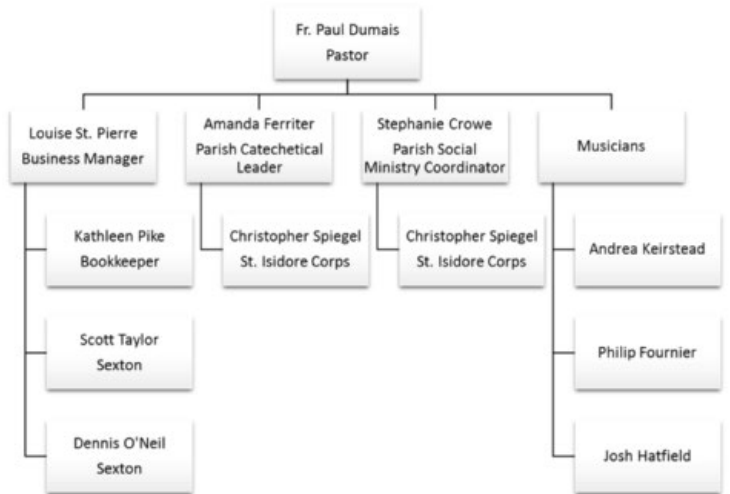 Fr. Paul Dumais
Pastor
Louise St. Pierre
Business Manager
Amanda Ferriter
Parish Catechetical
Leader
Stephanie Crowe
Parish Social
Ministry Coordinator
Musicians
Kathleen Pike
Bookkeeper
Christopher Spiegel
St. Isidore Corps
Christopher Spiegel
St. Isidore Corps
Andrea Keirstead
Scott Taylor
Sexton
Philip Fournier
Dennis O'Neil
Sexton
Josh Hatfield